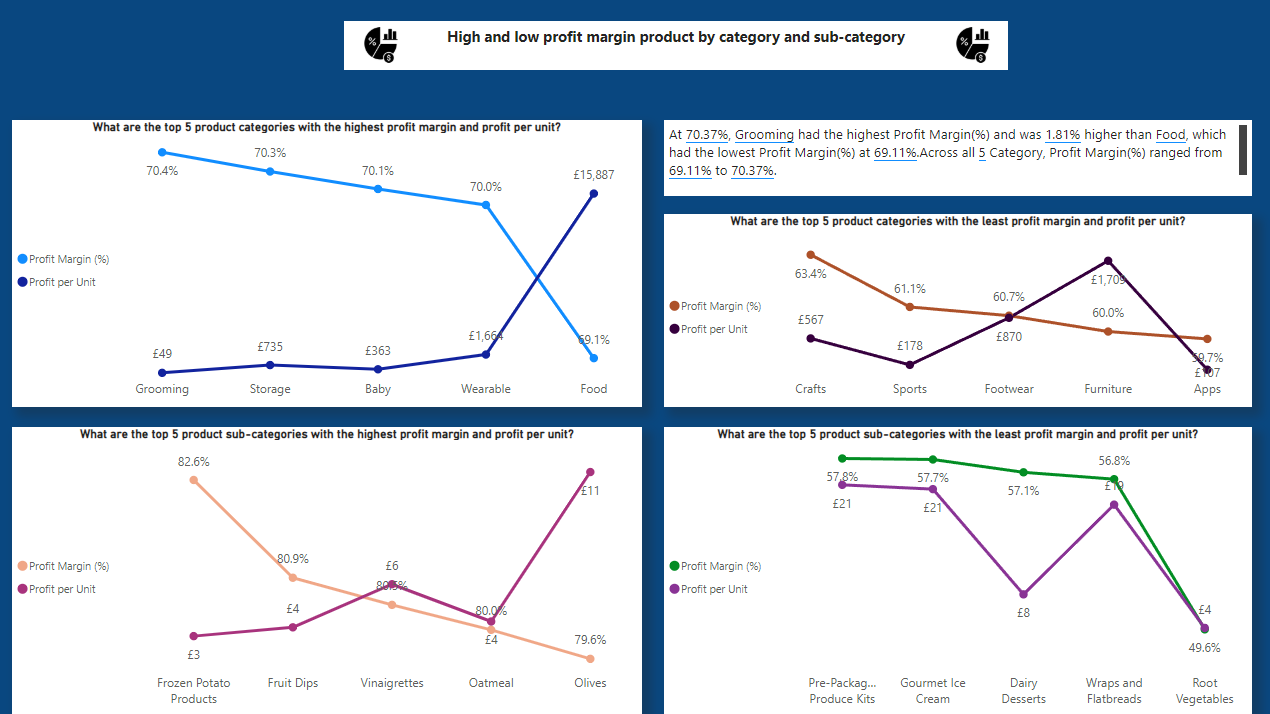 High and low profit margin product by category and sub-category
%
$
%
$
What are the top 5 product categories with the highest profit margin and profit per unit?
70.4%
70.3%
70.1%
70.0%
£15,887
Profit Margin (%)
Profit per Unit
£49
£735
£363
£1,664
69.1%
Grooming
Storage
Baby
Wearable
Food
At 70.37%, Grooming had the highest Profit Margin(%) and was 1.81% higher than Food, which
had the lowest Profit Margin(%) at 69.11%.Across all 5 Category, Profit Margin(%) ranged from
69.11% to 70.37%.
What are the top 5 product categories with the least profit margin and profit per unit?
63.4%
61.1%
60.7%
£1,709
60.0%
Profit Margin (%)
Profit per Unit
£567
£178
£870
59.7%
£107
Crafts
Sports
Footwear
Furniture
Apps
What are the top 5 product sub-categories with the highest profit margin and profit per unit?
82.6%
£11
80.9%
£6
80.5%
Profit Margin (%)
Profit per Unit
£4
80.0%
£4
79.6%
£3
Frozen Potato
Products
Fruit Dips
Vinaigrettes
Oatmeal
Olives
What are the top 5 product sub-categories with the least profit margin and profit per unit?
57.8%
57.7%
57.1%
56.8%
£21
£21
£19
Profit Margin (%)
Profit per Unit
£8
£4
49.6%
Pre-Packag...
Produce Kits
Gourmet Ice
Cream
Dairy
Desserts
Wraps and
Flatbreads
Root
Vegetables